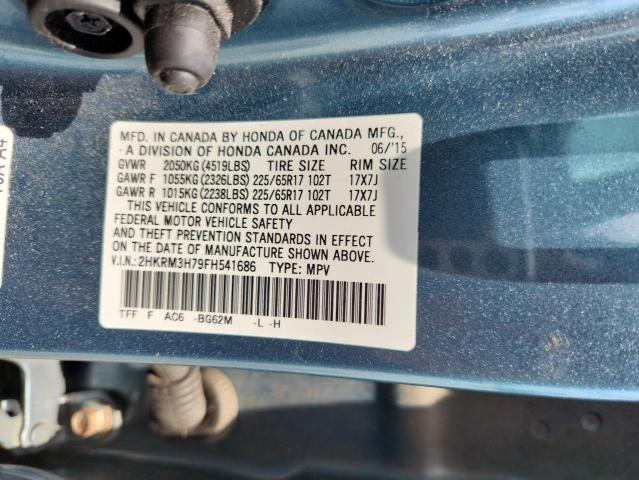 MFD. IN CANADA BY HONDA OF CANADA MFG.,
- A DIVISION OF HONDA CANADA INC. 06/'15
GVWR 2050KG (4519LBS) TIRE SIZE RIM SIZE
GAWR F 1055KG (2326LBS) 225/65R17 102T 17X7J
GAWR R 1015KG (2238LBS) 225/65R17 102T 17X7J
THIS VEHICLE CONFORMS TO ALL APPLICABLE
FEDERAL MOTOR VEHICLE SAFETY
AND THEFT PREVENTION STANDARDS IN EFFECT
ON THE DATE OF MANUFACTURE SHOWN ABOVE.
V.I.N.: 2HKRM3H79FH541686 TYPE: MPV
TFF F AC6 -BG62M -L -H